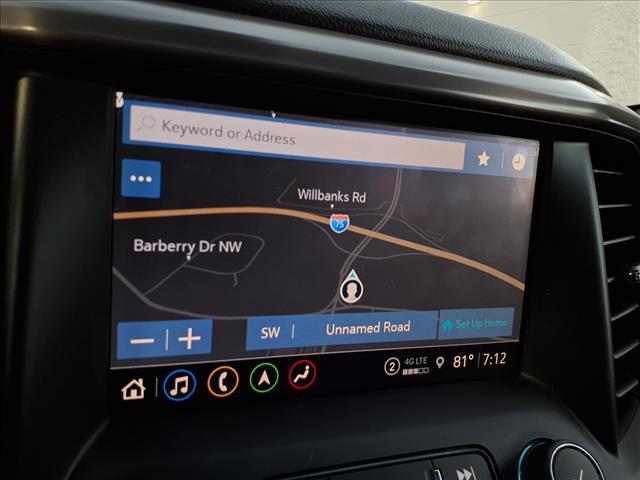 Keyword or Address
Willbanks Rd
75
Barberry Dr NW
SW Unnamed Road Set Up Home
2 4G LTE 81° 7:12